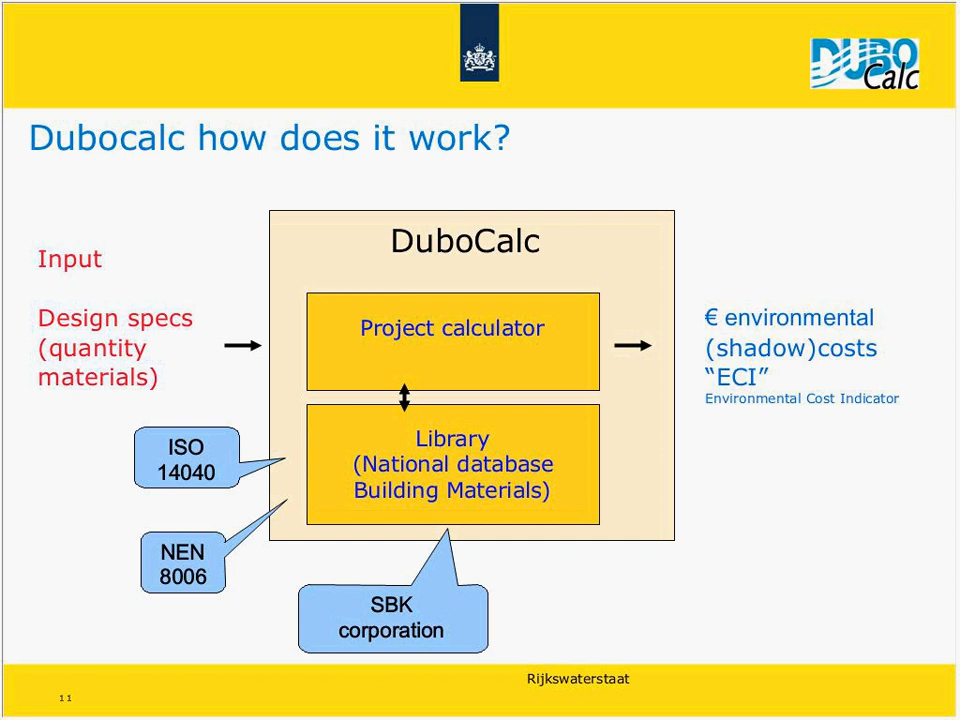 DUBO
Calc
Dubocalc how does it work?
Input
Design specs
(quantity
materials)
DuboCalc
Project calculator
Library
(National database
Building Materials)
€ environmental
(shadow)costs
“ECI”
Environmental Cost Indicator
ISO
14040
NEN
8006
SBK
corporation
Rijkswaterstaat
11